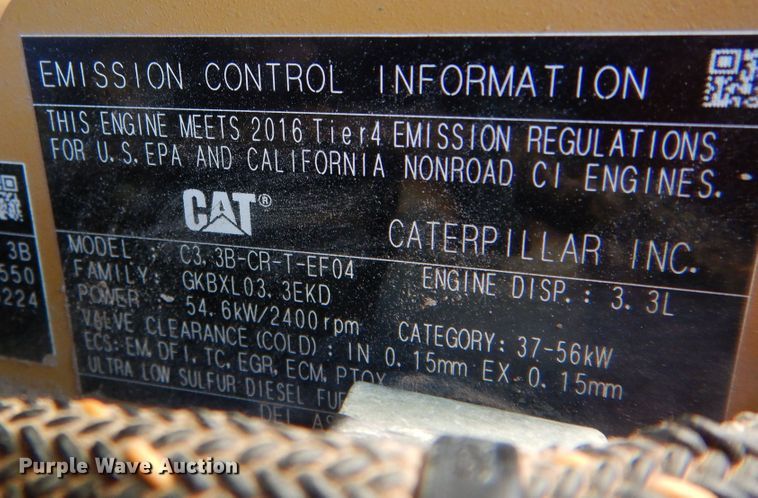 EMISSION CONTROL INFORMATION
THIS ENGINE MEETS 2016 Tier4 EMISSION REGULATIONS
FOR U.S. EPA AND CALIFORNIA NONROAD CI ENGINES.
CAT® CATERPILLAR INC.
MODEL : C3.3B-CR-T-EF04 ENGINE DISP.: 3.3L
FAMILY: GKBXL03.3EKD
POWER : 54.6kW/2400rpm CATEGORY: 37-56kW
VALVE CLEARANCE(COLD): IN 0.15mm EX 0.15mm
ECS: EM, DFI, TC, EGR, ECM, PTOX
ULTRA LOW SULFUR DIESEL
3B
550
Purple Wave Auction